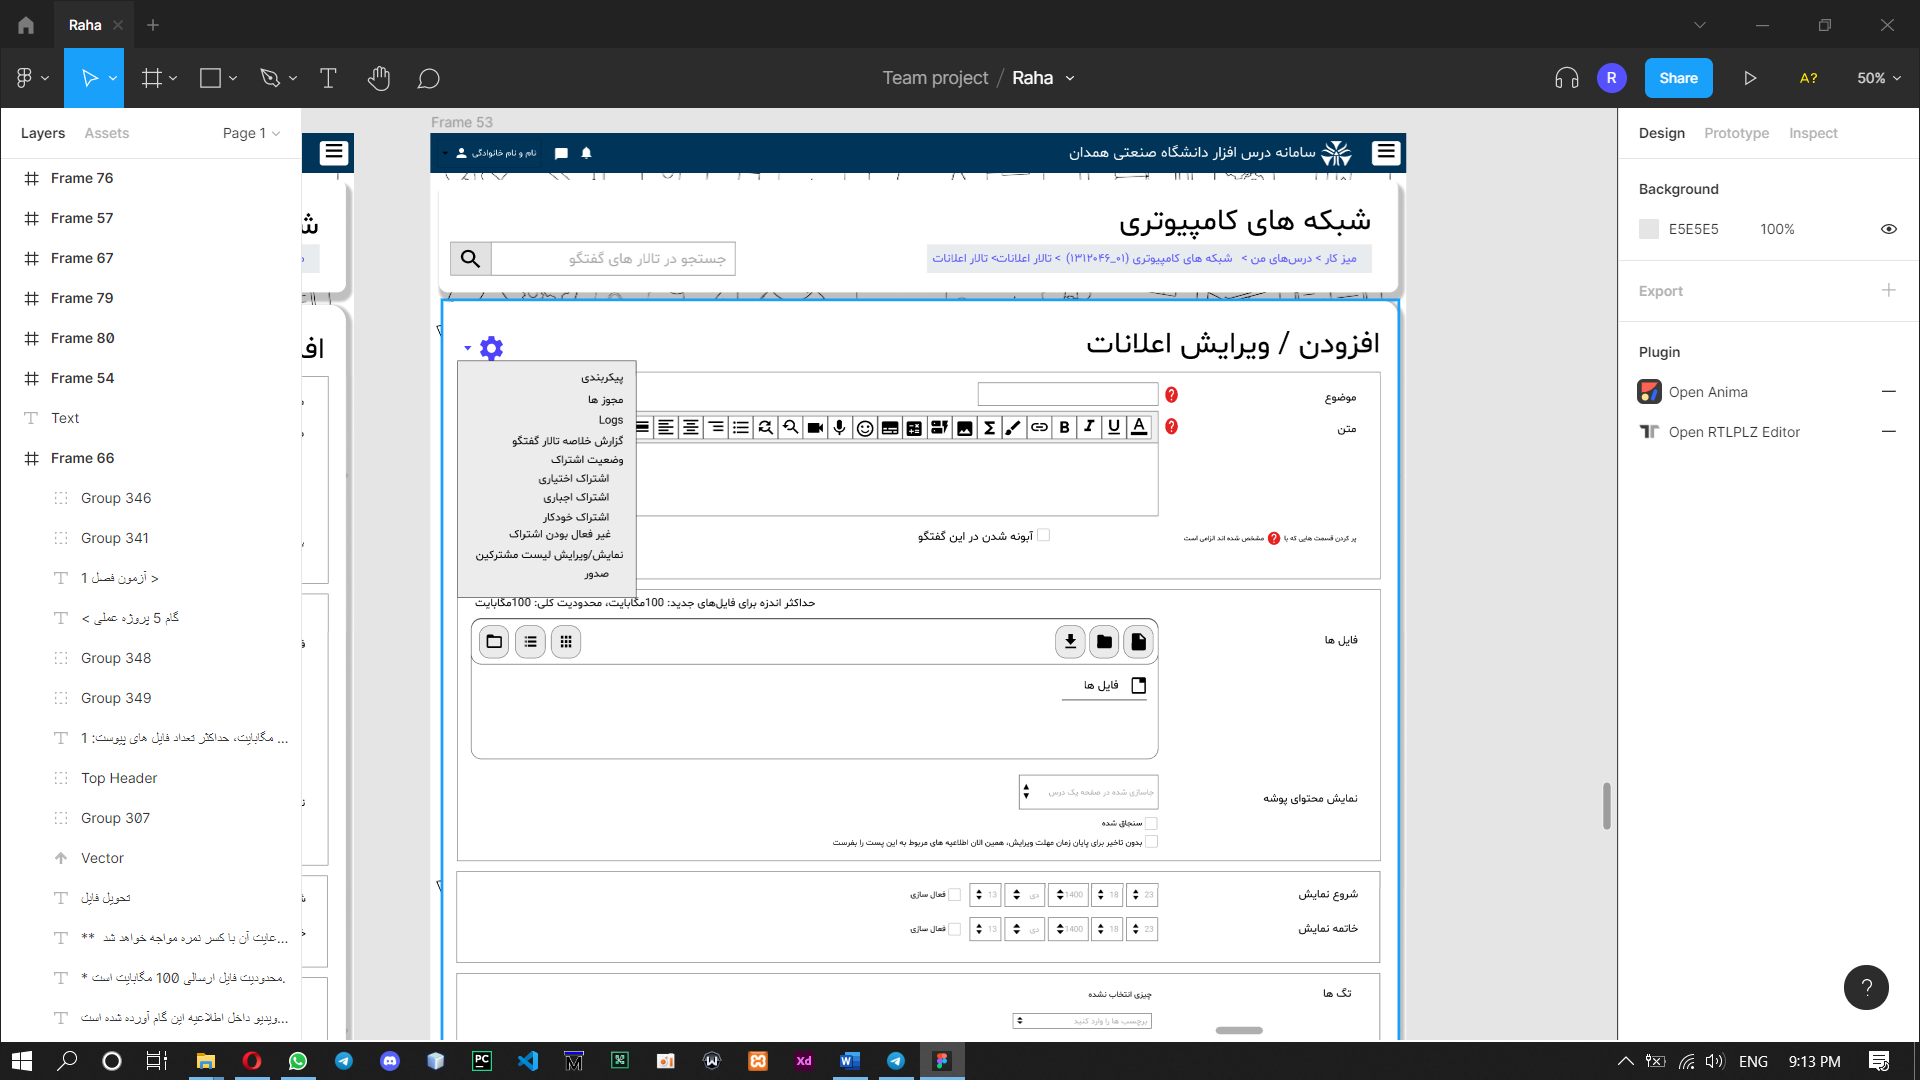 Raha
Team project / Raha
R
Share
A?
50%
Layers
Assets
Page 1
Frame 76
Frame 57
Frame 67
Frame 79
Frame 80
Frame 54
Text
Frame 66
Group 346
Group 341
آزمون فصل 1 >
گام 5 پروژه عملی >
Group 348
Group 349
مگابایت، حداکثر تعداد فایل های پیوست: 1 ...
Top Header
Group 307
Vector
تحویل فایل
...عایت آن با کسر نمره مواجه خواهد شد **
.محدودیت فایل ارسالی 100 مگابایت است *
...ویدیو داخل اطلاعیه این گام آورده شده است
Frame 53
سامانه درس افزار دانشگاه صنعتی همدان
نام و نام خانوادگی
شبکه های کامپیوتری
جستجو در تالار های گفتگو
میز کار > درس‌های من > شبکه های کامپیوتری (۰۱_۱۳۱۲۰۴۶) > تالار اعلانات> تالار اعلانات
افزودن / ویرایش اعلانات
پیکربندی
مجوز ها
Logs
گزارش خلاصه تالار گفتگو
وضعیت اشتراک
اشتراک اختیاری
اشتراک اجباری
اشتراک خودکار
غیر فعال بودن اشتراک
نمایش/ویرایش لیست مشترکین
صدور
موضوع
متن
آبونه شدن در این گفتگو
پر کردن قسمت هایی که با ? مشخص شده اند الزامی است
حداکثر اندزه برای فایل‌های جدید: 100مگابایت، محدودیت کلی: 100مگابایت
فایل ها
فایل ها
نمایش محتوای پوشه
جاسازی شده در صفحه یک درس
سنجاق شده
بدون تاخیر برای پایان زمان مهلت ویرایش، همین الان اطلاعیه های مربوط به این پست را بفرست
شروع نمایش
23 18 1400 دی 13 فعال سازی
خاتمه نمایش
23 18 1400 دی 13 فعال سازی
تگ ها
چیزی انتخاب نشده
برچسب ها را وارد کنید
Design
Prototype
Inspect
Background
E5E5E5
100%
Export
Plugin
Open Anima
Open RTLPLZ Editor
?
ENG
9:13 PM